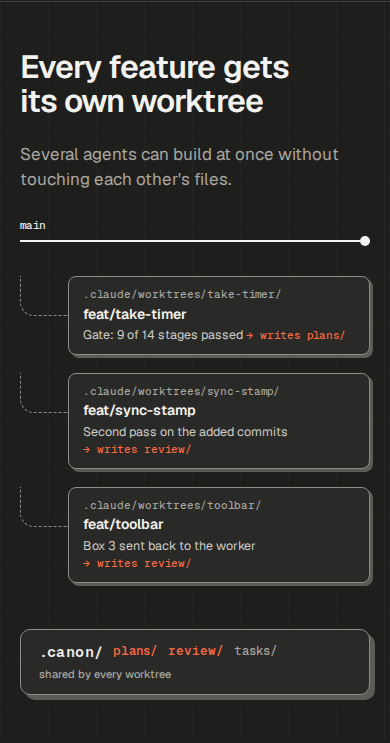 Every feature gets
its own worktree
Several agents can build at once without
touching each other's files.
main
.claude/worktrees/take-timer/
feat/take-timer
Gate: 9 of 14 stages passed → writes plans/
.claude/worktrees/sync-stamp/
feat/sync-stamp
Second pass on the added commits
→ writes review/
.claude/worktrees/toolbar/
feat/toolbar
Box 3 sent back to the worker
→ writes review/
.canon/ plans/ review/ tasks/
shared by every worktree